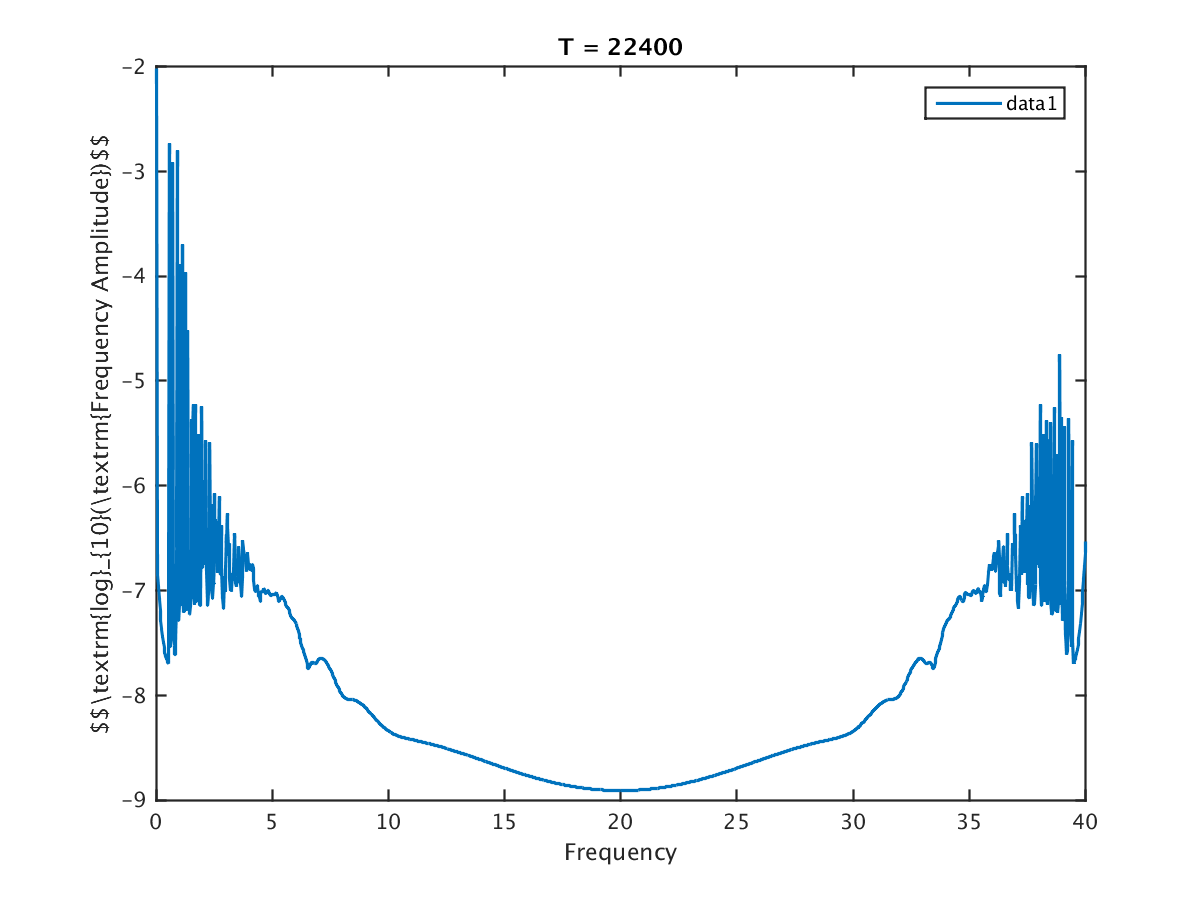 T = 22400
data1
$$\textrm{log}_{10}(\textrm{Frequency Amplitude})$$
-2
-3
-4
-5
-6
-7
-8
-9
0 5 10 15 20 25 30 35 40
Frequency